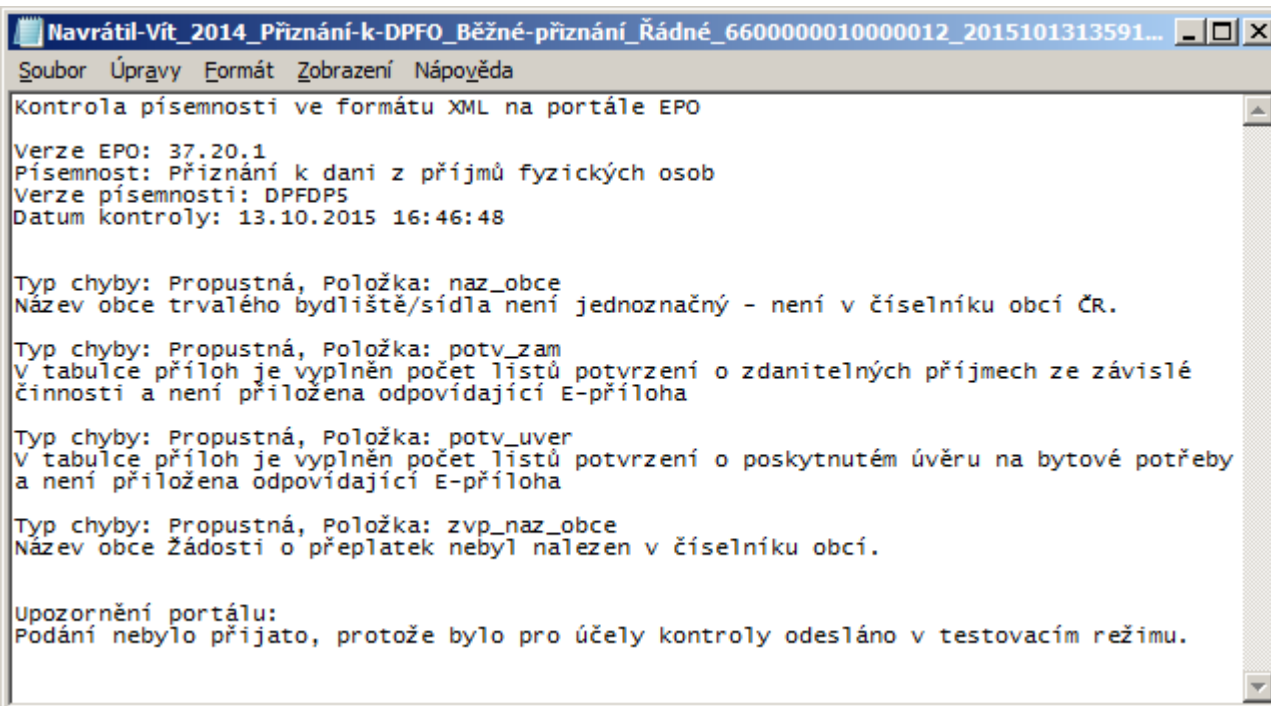 Navrátil-Vít_2014_Přiznání-k-DPFO_Běžné-přiznání_Řádné_6600000010000012_2015101313591...
Soubor Úpravy Formát Zobrazení Nápověda
Kontrola písemnosti ve formátu XML na portále EPO
Verze EPO: 37.20.1
Písemnost: Přiznání k dani z příjmů fyzických osob
Verze písemnosti: DPFDP5
Datum kontroly: 13.10.2015 16:46:48
Typ chyby: Propustná, Položka: naz_obce
Název obce trvalého bydliště/sídla není jednoznačný - není v číselníku obcí ČR.
Typ chyby: Propustná, Položka: potv_zam
V tabulce příloh je vyplněn počet listů potvrzení o zdanitelných příjmech ze závislé
činnosti a není přiložena odpovídající E-příloha
Typ chyby: Propustná, Položka: potv_uver
V tabulce příloh je vyplněn počet listů potvrzení o poskytnutém úvěru na bytové potřeby
a není přiložena odpovídající E-příloha
Typ chyby: Propustná, Položka: zvp_naz_obce
Název obce Žádosti o přeplatek nebyl nalezen v číselníku obcí.
Upozornění portálu:
Podání nebylo přijato, protože bylo pro účely kontroly odesláno v testovacím režimu.